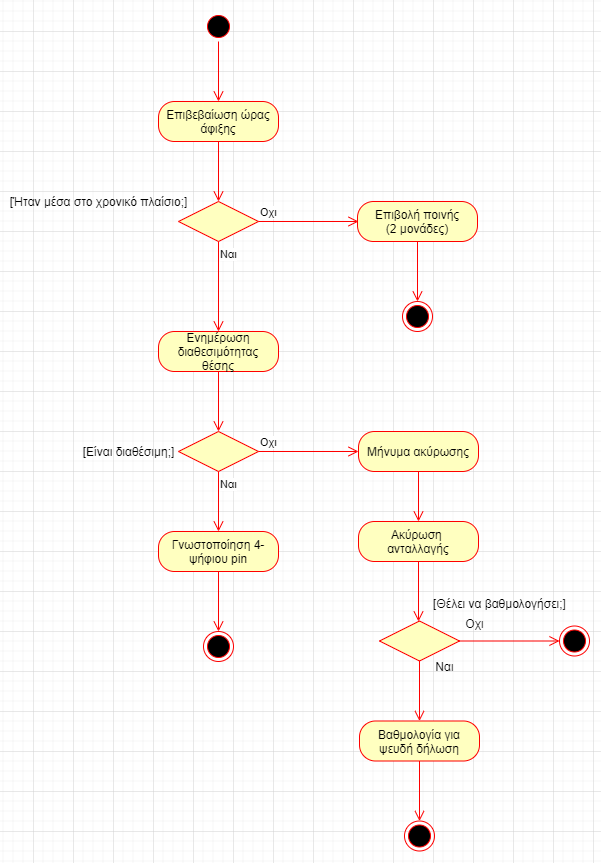 Επιβεβαίωση ώρας
άφιξης
[Ήταν μέσα στο χρονικό πλαίσιο;]
Οχι
Επιβολή ποινής
(2 μονάδες)
Ναι
Ενημέρωση
διαθεσιμότητας
θέσης
[Είναι διαθέσιμη;]
Οχι
Μήνυμα ακύρωσης
Ναι
Γνωστοποίηση 4-
ψήφιου pin
Ακύρωση
ανταλλαγής
[Θέλει να βαθμολογήσει;]
Οχι
Ναι
Βαθμολογία για
ψευδή δήλωση